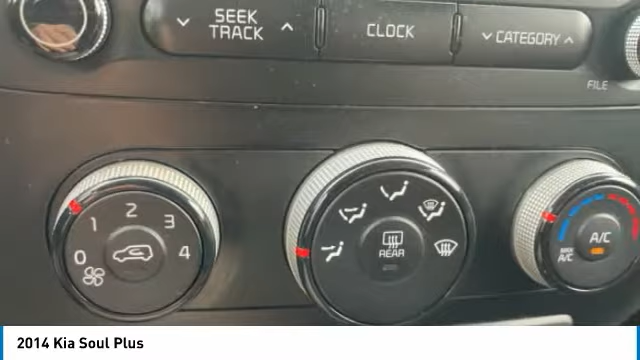 SEEK
TRACK
CLOCK
CATEGORY
FILE
0 1 2 3 4
REAR
MAX
A/C
A/C
2014 Kia Soul Plus